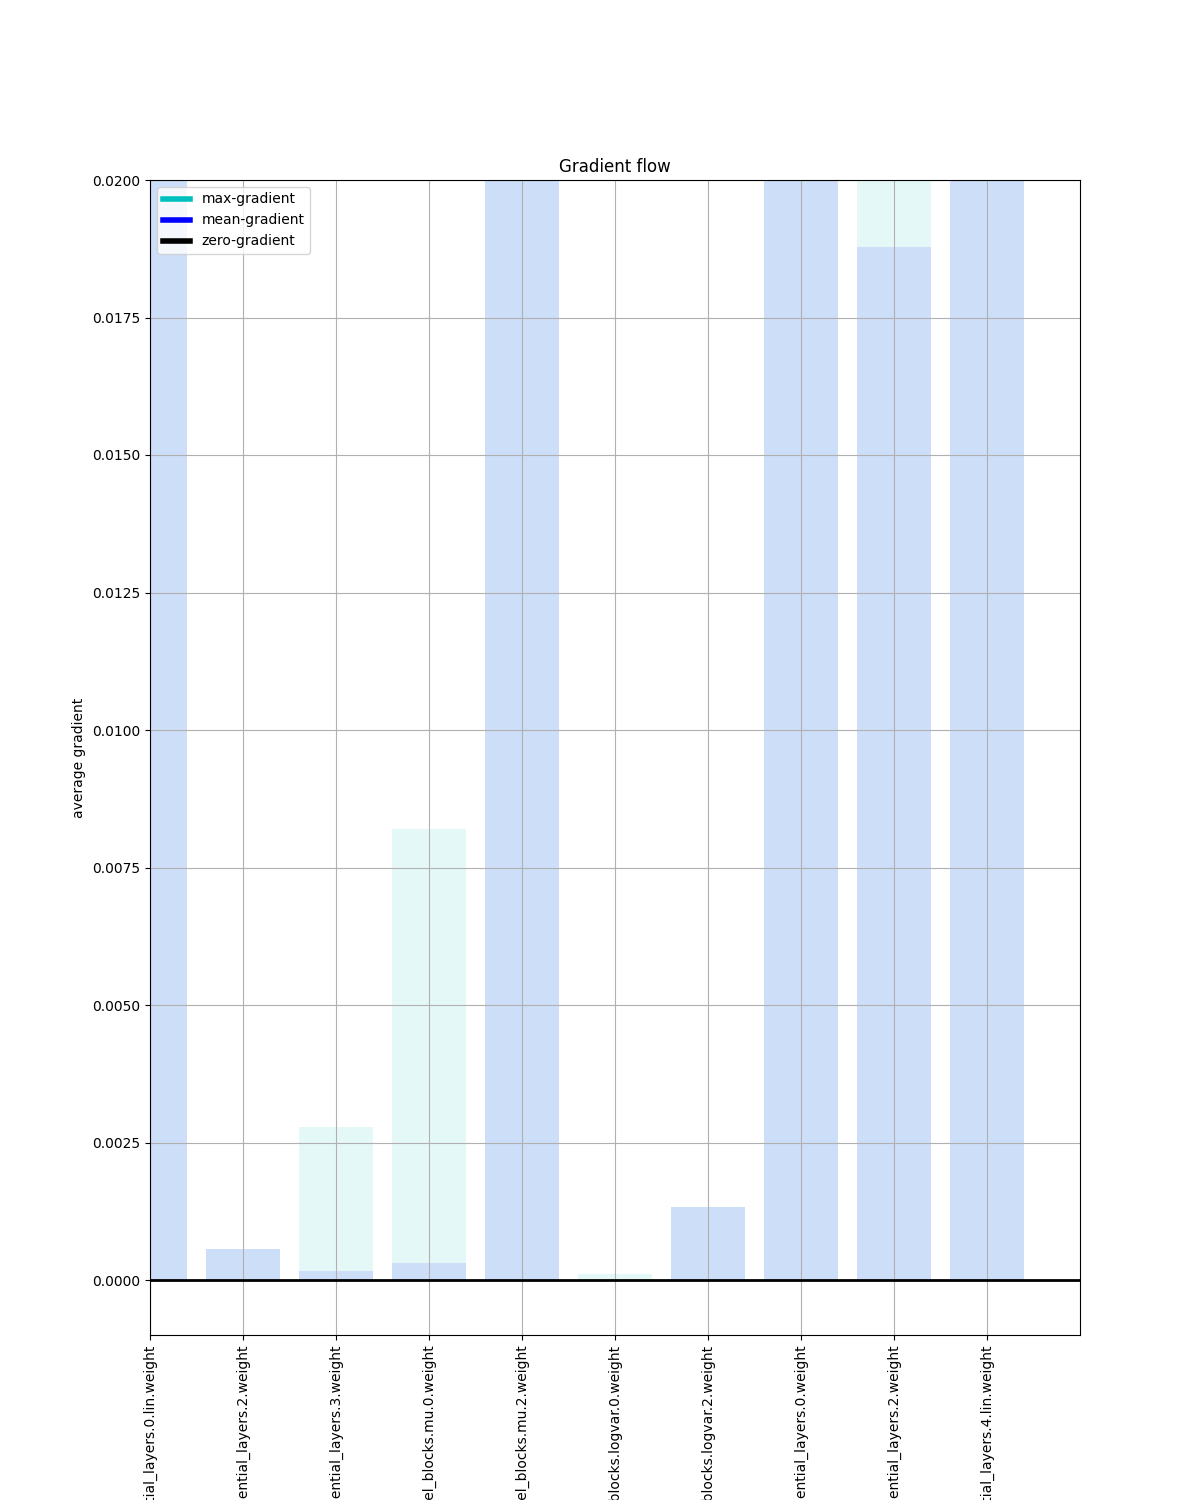 Gradient flow
max-gradient
mean-gradient
zero-gradient
0.0200
0.0175
0.0150
0.0125
0.0100
0.0075
0.0050
0.0025
0.0000
average gradient
tial_layers.0.lin.weight
ential_layers.2.weight
ential_layers.3.weight
el_blocks.mu.0.weight
el_blocks.mu.2.weight
blocks.logvar.0.weight
blocks.logvar.2.weight
ential_layers.0.weight
ential_layers.2.weight
tial_layers.4.lin.weight